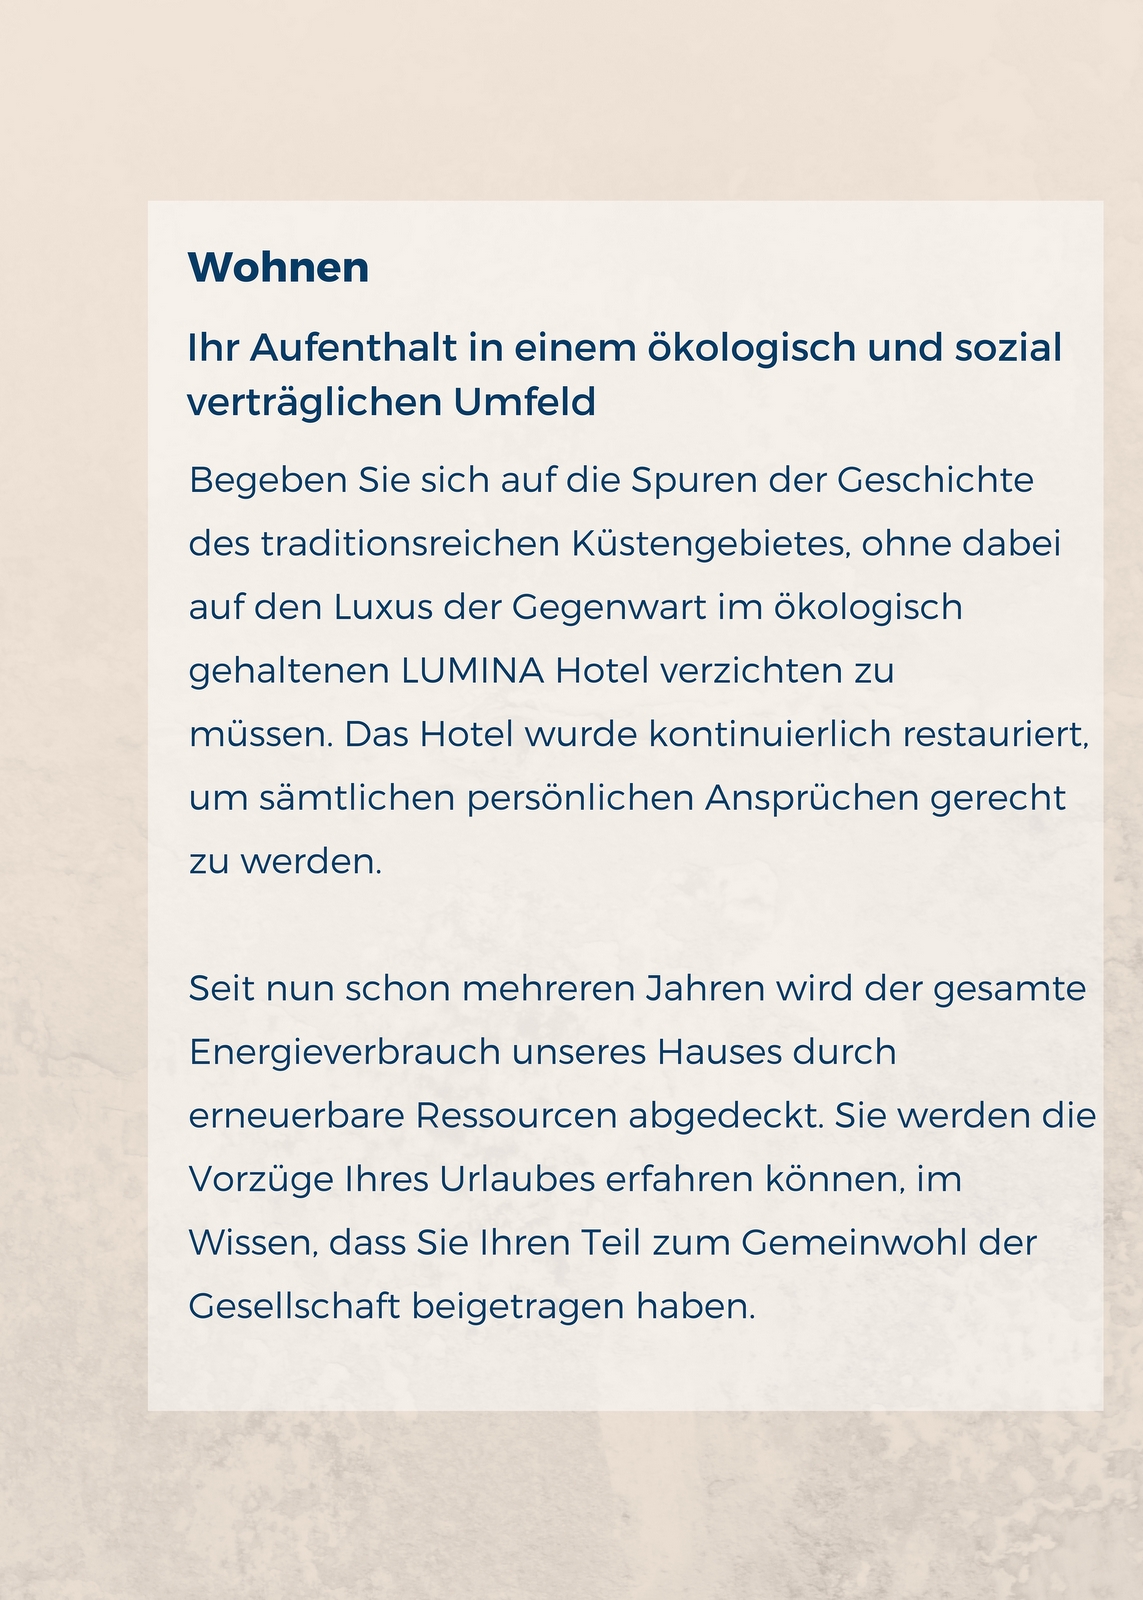 Wohnen
Ihr Aufenthalt in einem ökologisch und sozial
verträglichen Umfeld
Begeben Sie sich auf die Spuren der Geschichte
des traditionsreichen Küstengebietes, ohne dabei
auf den Luxus der Gegenwart im ökologisch
gehaltenen LUMINA Hotel verzichten zu
müssen. Das Hotel wurde kontinuierlich restauriert,
um sämtlichen persönlichen Ansprüchen gerecht
zu werden.
Seit nun schon mehreren Jahren wird der gesamte
Energieverbrauch unseres Hauses durch
erneuerbare Ressourcen abgedeckt. Sie werden die
Vorzüge Ihres Urlaubes erfahren können, im
Wissen, dass Sie Ihren Teil zum Gemeinwohl der
Gesellschaft beigetragen haben.